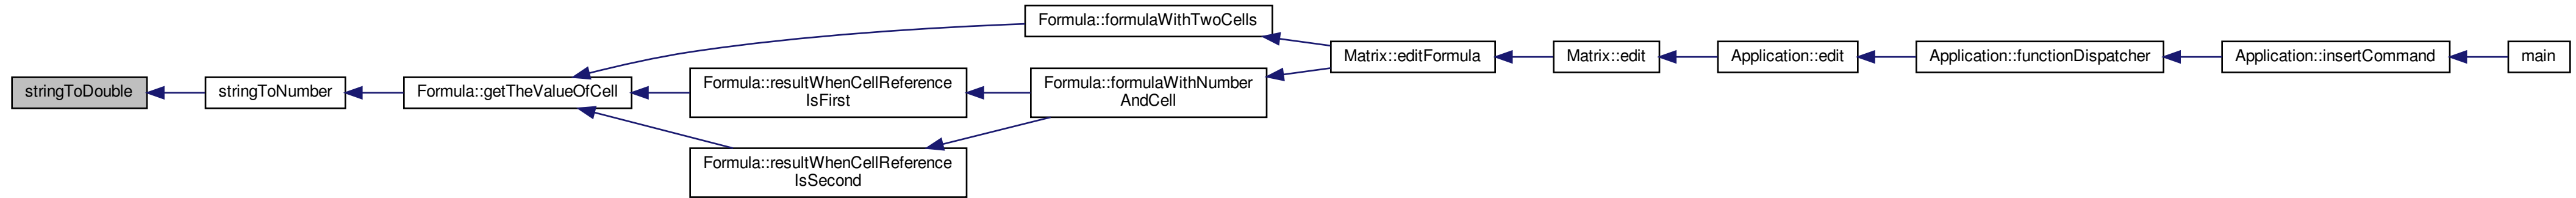 stringToDouble
stringToNumber
Formula::getTheValueOfCell
Formula::formulaWithTwoCells
Formula::resultWhenCellReference
IsFirst
Formula::resultWhenCellReference
IsSecond
Formula::formulaWithNumber
AndCell
Matrix::editFormula
Matrix::edit
Application::edit
Application::functionDispatcher
Application::insertCommand
main